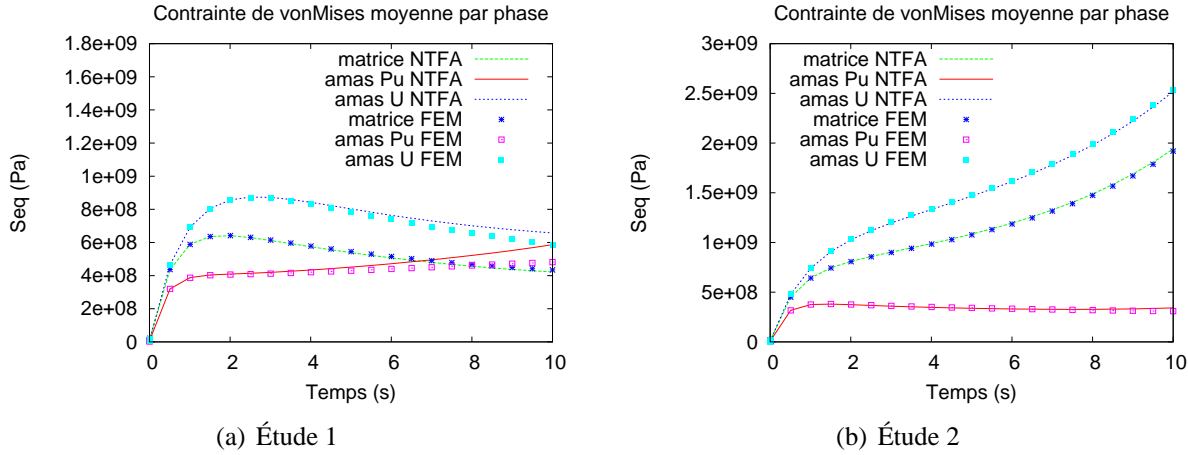 Contrainte de vonMises moyenne par phase
1.8e+09
1.6e+09
1.4e+09
1.2e+09
1e+09
8e+08
6e+08
4e+08
2e+08
0
Seq (Pa)
matrice NTFA
amas Pu NTFA
amas U NTFA
matrice FEM
amas Pu FEM
amas U FEM
0 2 4 6 8 10
Temps (s)
(a) Étude 1
Contrainte de vonMises moyenne par phase
3e+09
2.5e+09
2e+09
1.5e+09
1e+09
5e+08
0
Seq (Pa)
matrice NTFA
amas Pu NTFA
amas U NTFA
matrice FEM
amas Pu FEM
amas U FEM
0 2 4 6 8 10
Temps (s)
(b) Étude 2